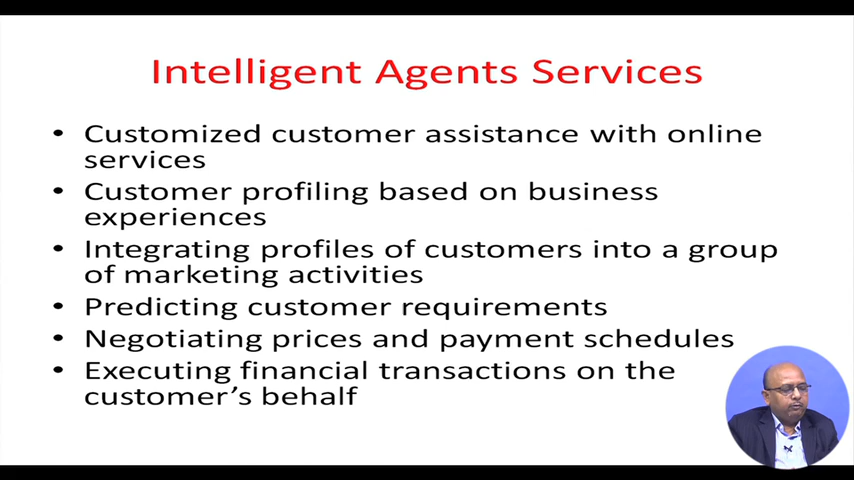 Intelligent Agents Services
• Customized customer assistance with online
services
• Customer profiling based on business
experiences
• Integrating profiles of customers into a group
of marketing activities
• Predicting customer requirements
• Negotiating prices and payment schedules
• Executing financial transactions on the
customer's behalf